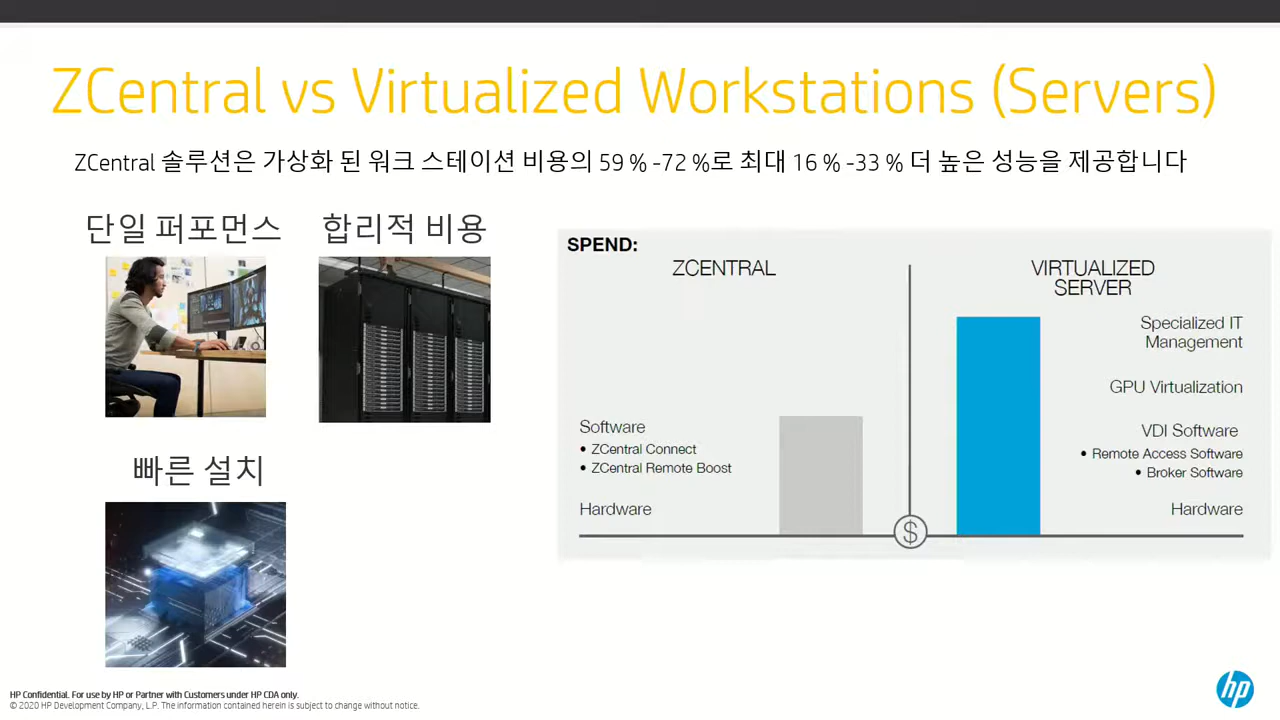 ZCentral vs Virtualized Workstations (Servers)
ZCentral 솔루션은 가상화 된 워크 스테이션 비용의 59 % -72 %로 최대 16 % -33 % 더 높은 성능을 제공합니다
단일 퍼포먼스
합리적 비용
빠른 설치
SPEND:
ZCENTRAL
Software
• ZCentral Connect
• ZCentral Remote Boost
Hardware
$
VIRTUALIZED
SERVER
Specialized IT
Management
GPU Virtualization
VDI Software
• Remote Access Software
• Broker Software
Hardware
HP Confidential. For use by HP or Partner with Customers under HP CDA only.
© 2020 HP Development Company, L.P. The information contained herein is subject to change without notice.
hp